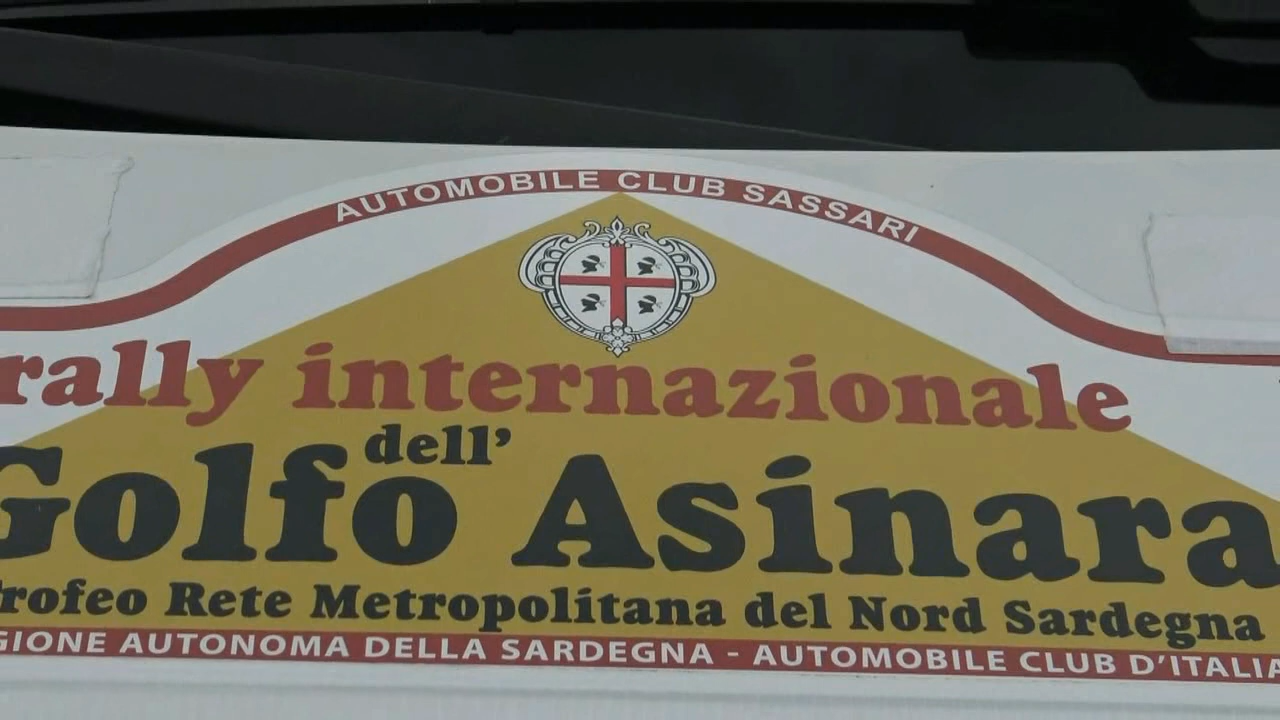 AUTOMOBILE CLUB SASSARI
rally internazionale
dell'
Golfo Asinara
Trofeo Rete Metropolitana del Nord Sardegna
GIONE AUTONOMA DELLA SARDEGNA - AUTOMOBILE CLUB D'ITALIA